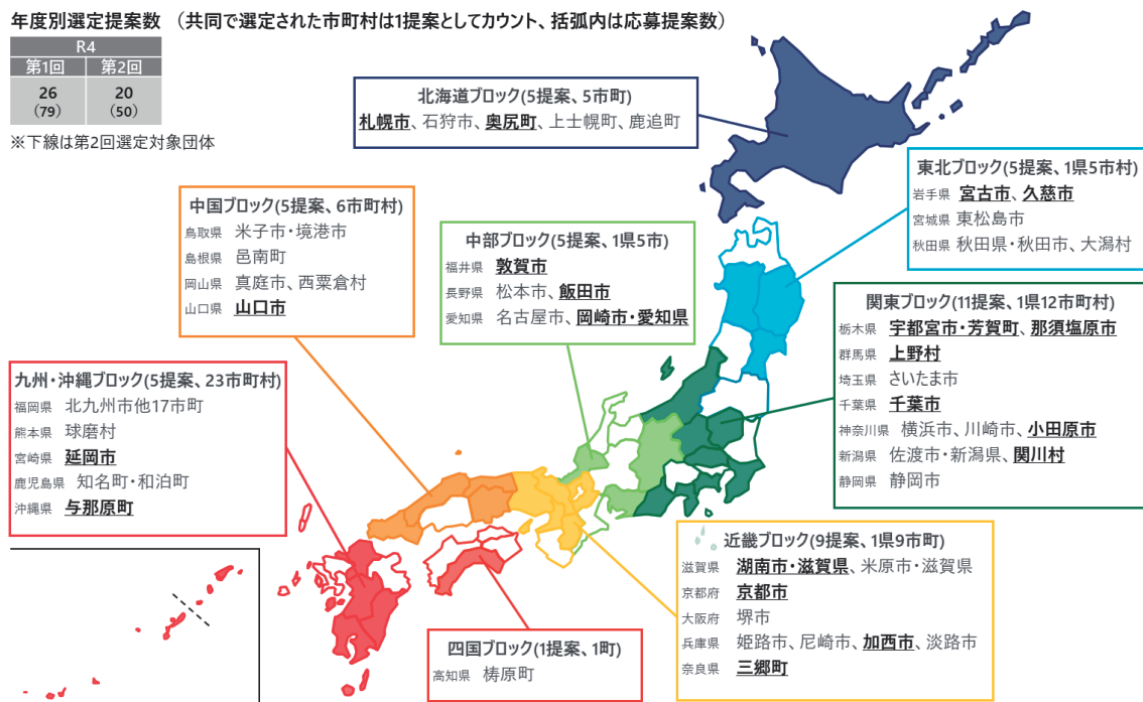 年度別選定提案数 （共同で選定された市町村は1提案としてカウント、括弧内は応募提案数）
R4
第1回 第2回
26 20
(79) (50)
※下線は第2回選定対象団体
北海道ブロック(5提案、5市町)
札幌市、石狩市、奥尻町、上士幌町、鹿追町
東北ブロック(5提案、1県5市村)
岩手県 宮古市、久慈市
宮城県 東松島市
秋田県 秋田県・秋田市、大潟村
中国ブロック(5提案、6市町村)
鳥取県 米子市・境港市
島根県 邑南町
岡山県 真庭市、西粟倉村
山口県 山口市
中部ブロック(5提案、1県5市)
福井県 敦賀市
長野県 松本市、飯田市
愛知県 名古屋市、岡崎市・愛知県
関東ブロック(11提案、1県12市町村)
栃木県 宇都宮市・芳賀町、那須塩原市
群馬県 上野村
埼玉県 さいたま市
千葉県 千葉市
神奈川県 横浜市、川崎市、小田原市
新潟県 佐渡市・新潟県、関川村
静岡県 静岡市
九州・沖縄ブロック(5提案、23市町村)
福岡県 北九州市他17市町
熊本県 球磨村
宮崎県 延岡市
鹿児島県 知名町・和泊町
沖縄県 与那原町
近畿ブロック(9提案、1県9市町)
滋賀県 湖南市・滋賀県、米原市・滋賀県
京都府 京都市
大阪府 堺市
兵庫県 姫路市、尼崎市、加西市、淡路市
奈良県 三郷町
四国ブロック(1提案、1町)
高知県 梼原町